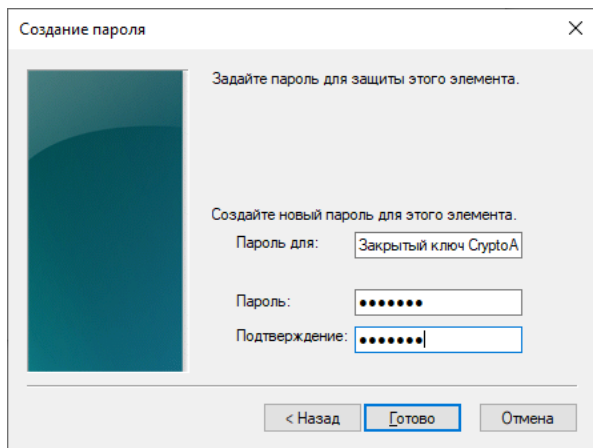 Создание пароля
Задайте пароль для защиты этого элемента.
Создайте новый пароль для этого элемента.
Пароль для: Закрытый ключ CryptoA
Пароль: •••••••
Подтверждение: •••••••
< Назад Готово Отмена